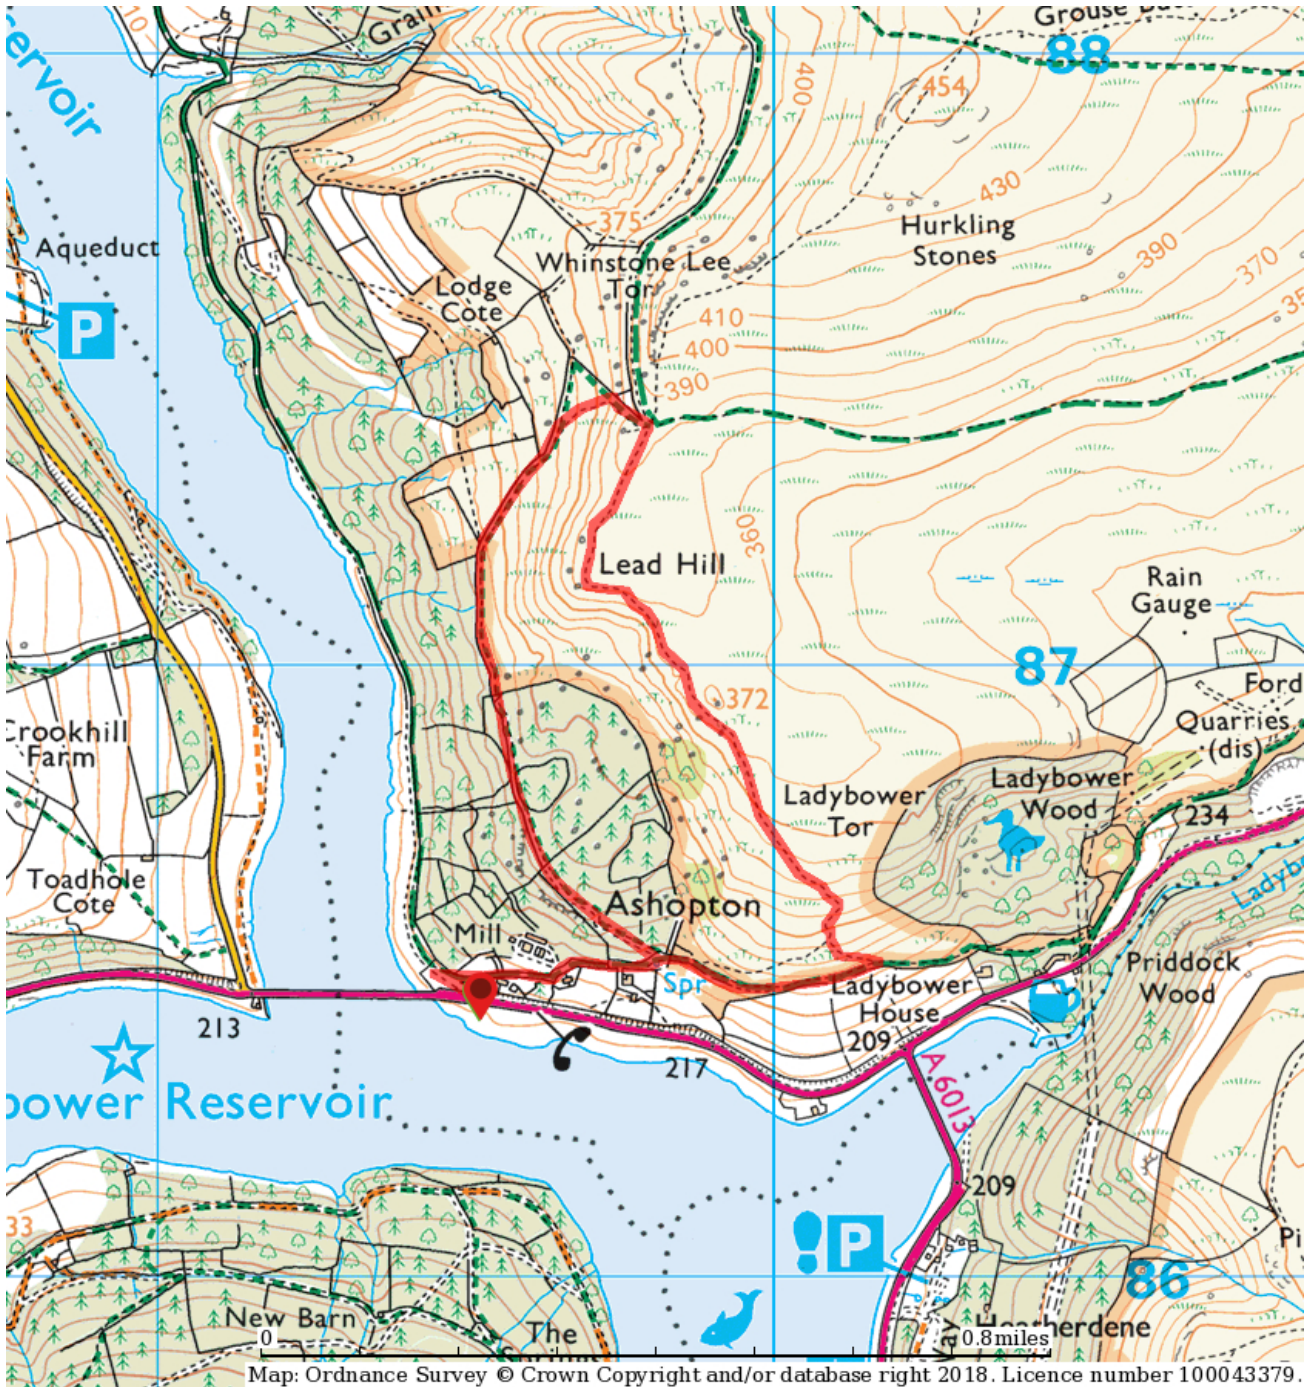 Grouse
88
454
400
430
Hurkling
Stones
390
370
375
Whinstone Lee
Tor
Aqueduct
P
Lodge
Cote
410
400
390
360
Lead Hill
Rain
Gauge
87
Ford
Quarries
(dis)
372
Crookhill
Farm
Ladybower
Wood
Ladybower
Tor
234
Toadhole
Cote
Ashopton
Mill
Spr
Priddock
Wood
Ladybower
House
209
213
217
A 6013
bower Reservoir
209
P
86
33
New Barn
The
0
0.8miles
Map: Ordnance Survey © Crown Copyright and/or database right 2018. Licence number 100043379.